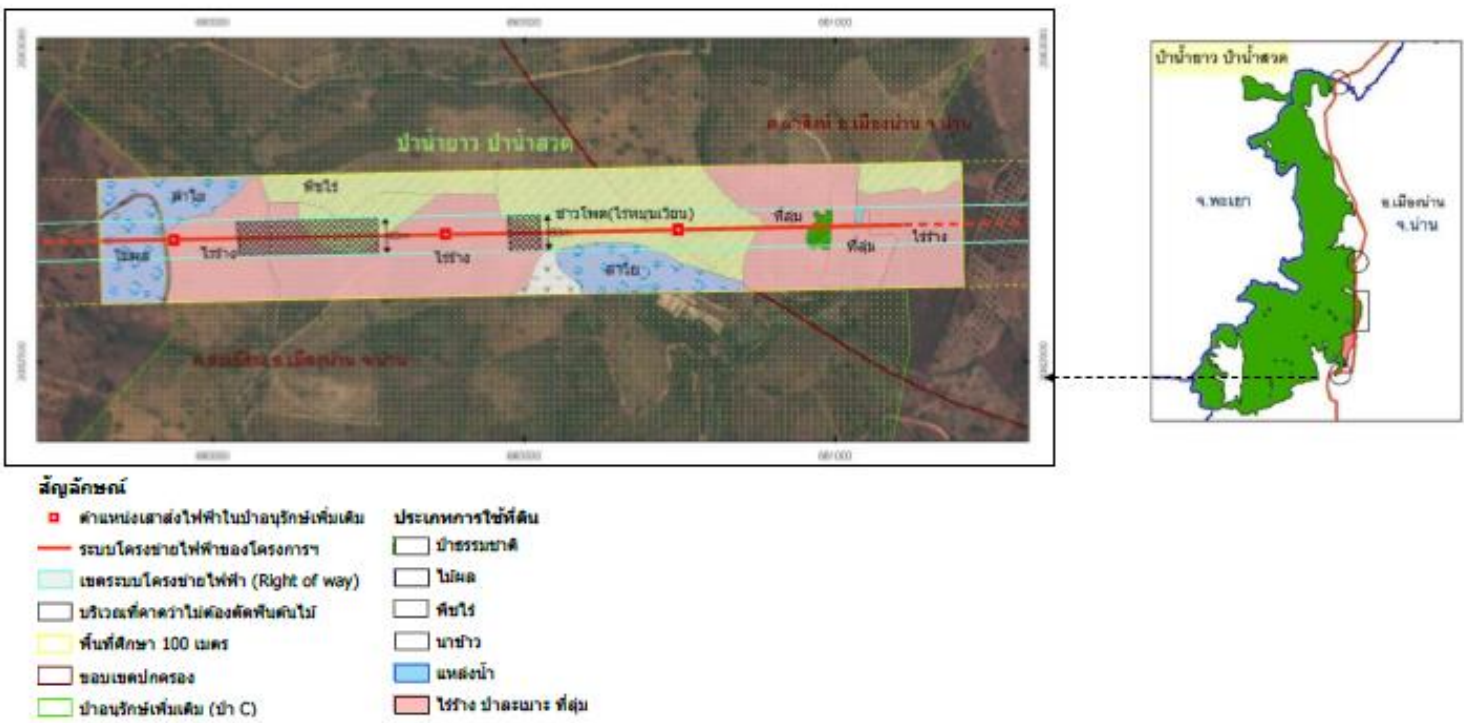 ป่าน้ำยาว ป่าน้ำสวด
ลำไย
พืชไร่
ข้าวโพด(ไร่หมุนเวียน)
ที่ลุ่ม
ไม้ผล
ไร่ร้าง
ไร่ร้าง
ลำไย
ที่ลุ่ม
ไร่ร้าง
ป่าน้ำยาว ป่าน้ำสวด
จ.พะเยา
อ.เมืองน่าน
จ.น่าน
สัญลักษณ์
ตำแหน่งเสาส่งไฟฟ้าในป่าอนุรักษ์เพิ่มเติม
ระบบโครงข่ายไฟฟ้าของโครงการฯ
เขตระบบโครงข่ายไฟฟ้า (Right of way)
บริเวณที่คาดว่าไม่ต้องตัดฟันต้นไม้
พื้นที่ศึกษา 100 เมตร
ขอบเขตปกครอง
ป่าอนุรักษ์เพิ่มเติม (ป่า C)
ประเภทการใช้ที่ดิน
ป่าธรรมชาติ
ไม้ผล
พืชไร่
นาข้าว
แหล่งน้ำ
ไร่ร้าง ป่าละเมาะ ที่ลุ่ม